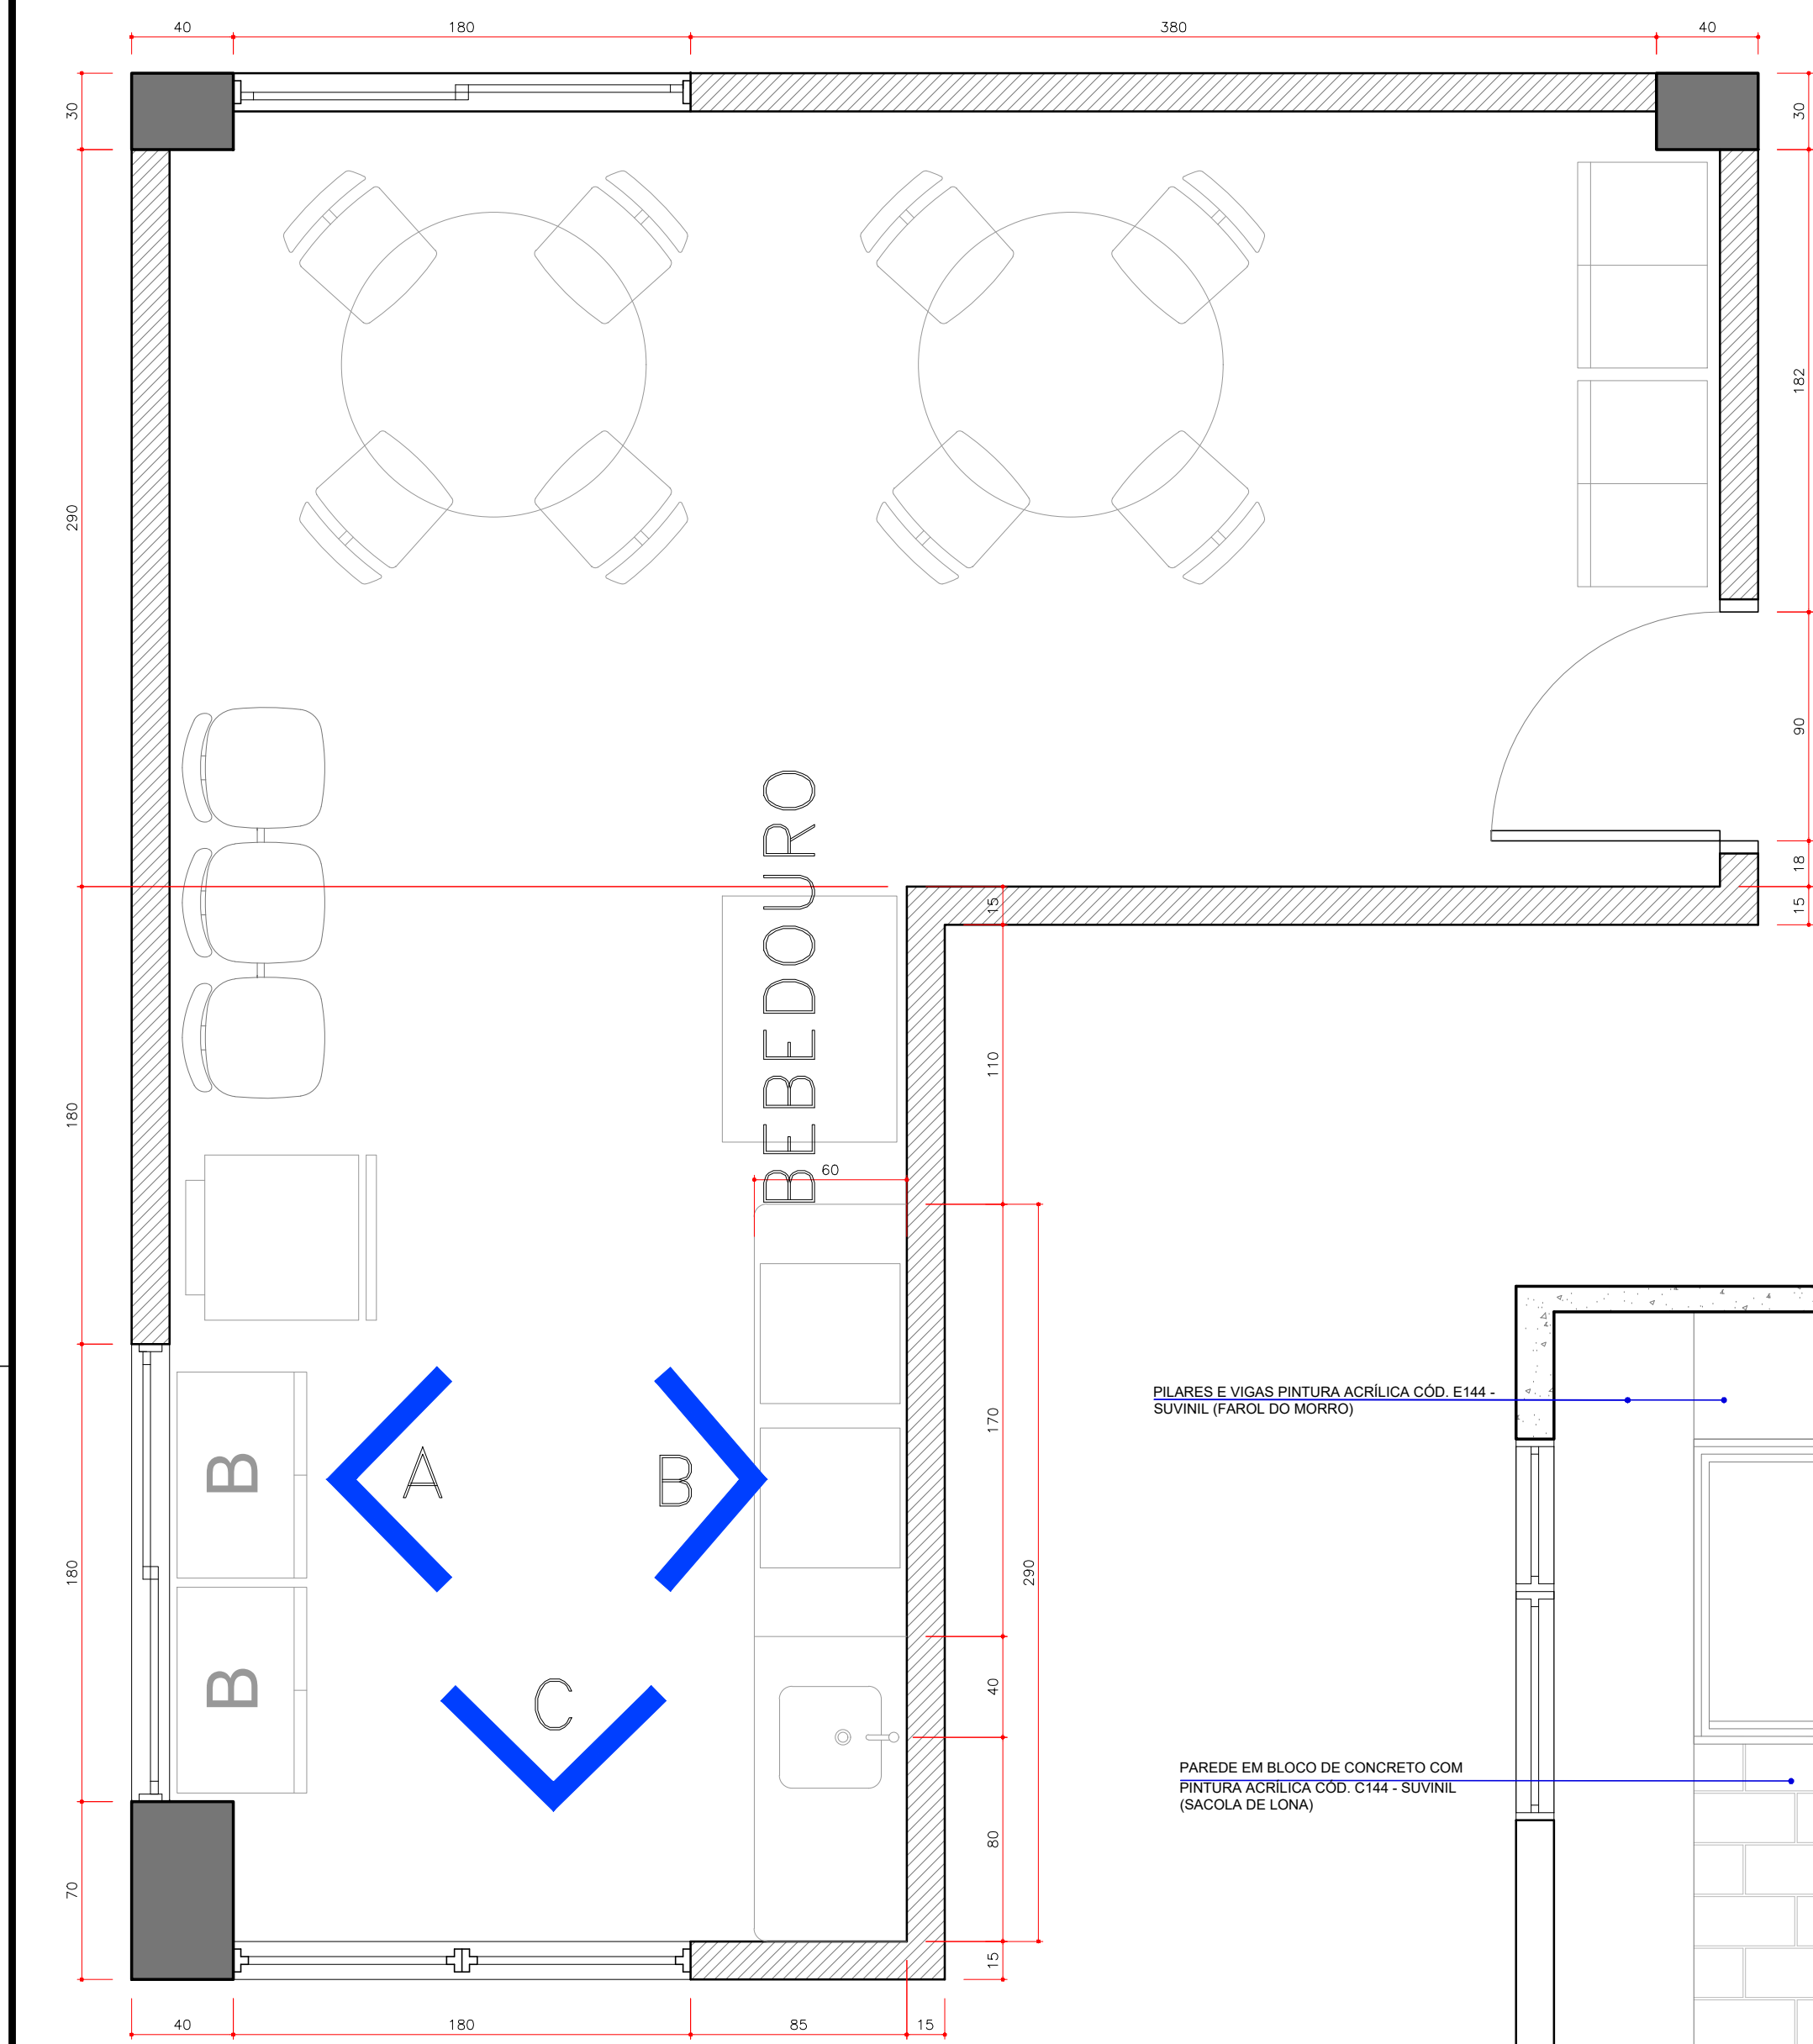 40
180
380
40
30
30
290
182
90
18
15
15
BEBEDOURO
110
180
60
290
170
PILARES E VIGAS PINTURA ACRÍLICA CÓD. E144 -
SUVINIL (FAROL DO MORRO)
A
B
B
180
C
B
40
PAREDE EM BLOCO DE CONCRETO COM
PINTURA ACRÍLICA CÓD. C144 - SUVINIL
(SACOLA DE LONA)
80
70
15
40
180
85
15